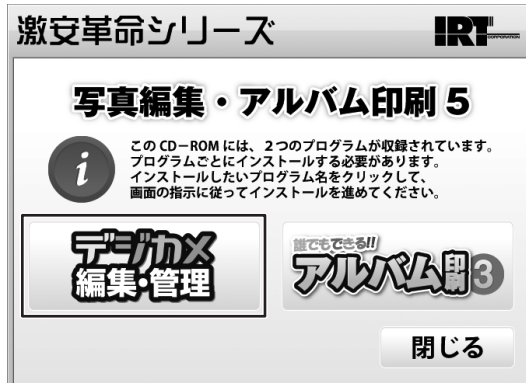 激安革命シリーズ
IRT
CORPORATION
写真編集・アルバム印刷 5
i
この CD-ROM には、２つのプログラムが収録されています。
プログラムごとにインストールする必要があります。
インストールしたいプログラム名をクリックして、
画面の指示に従ってインストールを進めてください。
デジカメ
編集・管理
誰でもできる!!
アルバム印刷3
閉じる